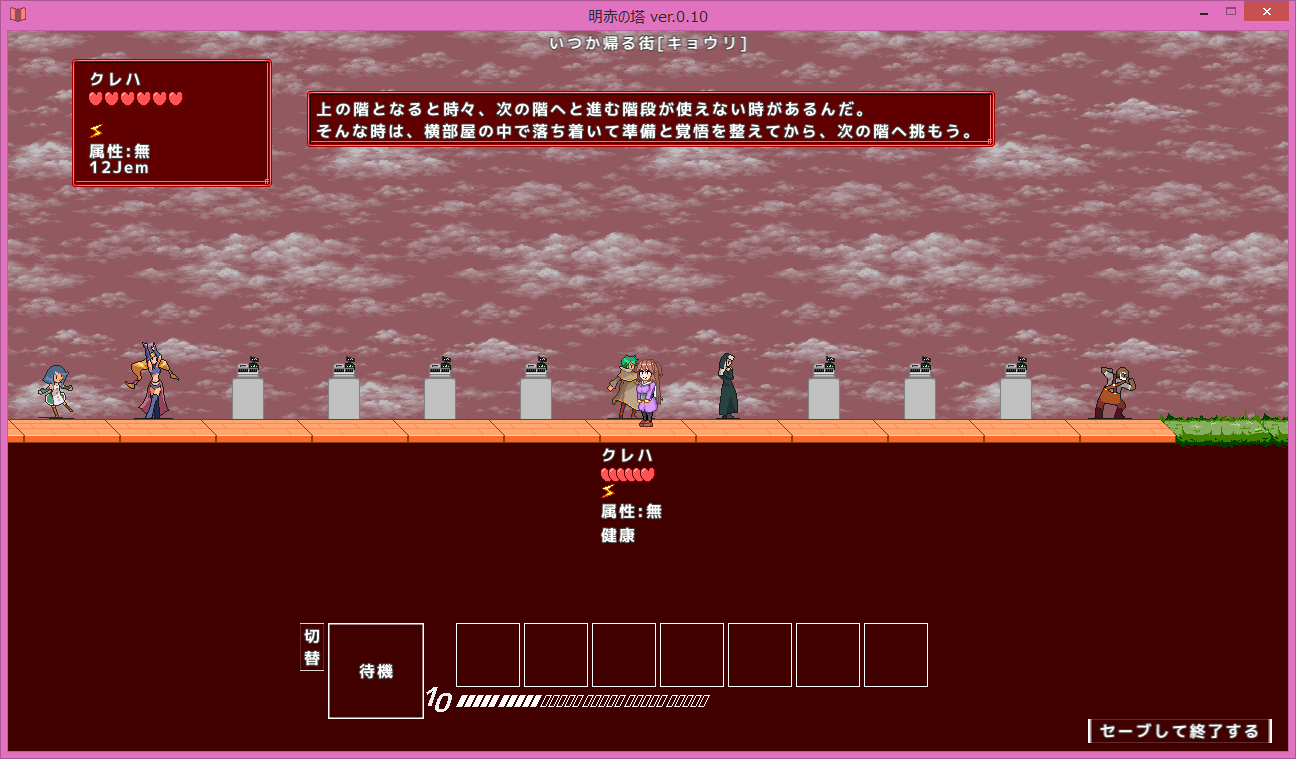 明赤の塔 ver.0.10
いつか帰る街[キョウリ]
クレハ
属性:無
12Jem
上の階となると時々、次の階へと進む階段が使えない時があるんだ。
そんな時は、横部屋の中で落ち着いて準備と覚悟を整えてから、次の階へ挑もう。
クレハ
属性:無
健康
切替
待機
10
セーブして終了する